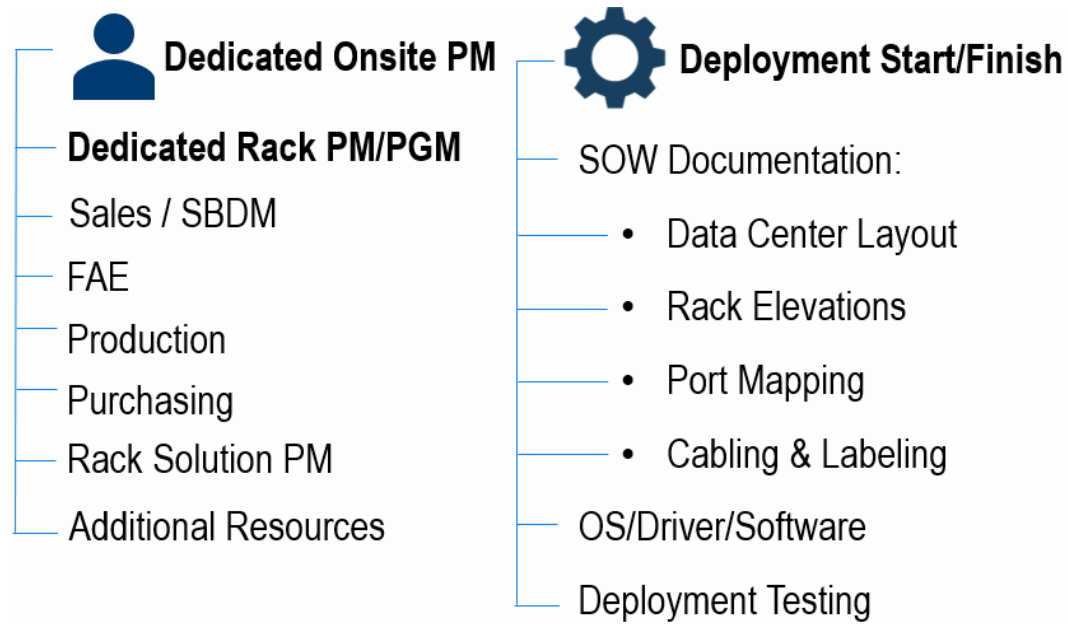 Dedicated Onsite PM
Dedicated Rack PM/PGM
Sales / SBDM
FAE
Production
Purchasing
Rack Solution PM
Additional Resources
Deployment Start/Finish
SOW Documentation:
• Data Center Layout
• Rack Elevations
• Port Mapping
• Cabling & Labeling
OS/Driver/Software
Deployment Testing